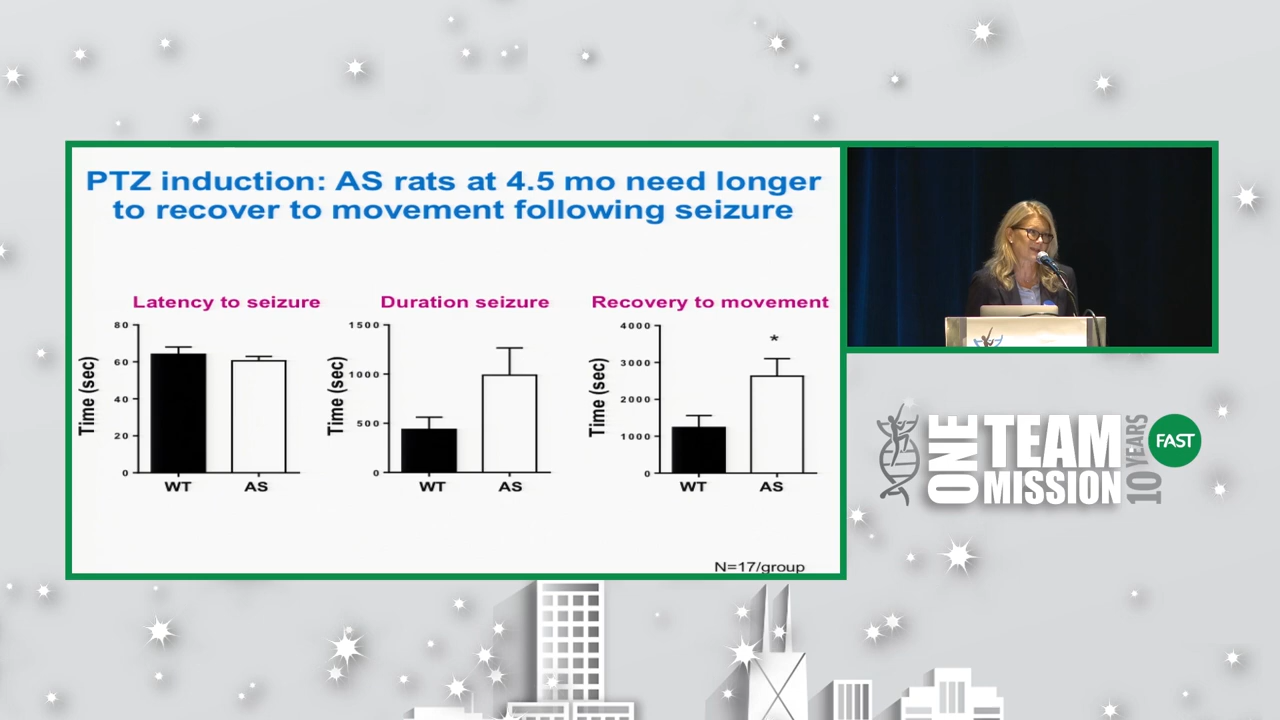 PTZ induction: AS rats at 4.5 mo need longer
to recover to movement following seizure
Latency to seizure
Time (sec)
80
60
40
20
0
WT
AS
Duration seizure
Time (sec)
1500
1000
500
0
WT
AS
Recovery to movement
Time (sec)
4000
3000
2000
1000
0
*
WT
AS
N=17/group
ONE
TEAM
MISSION
10 YEARS
FAST